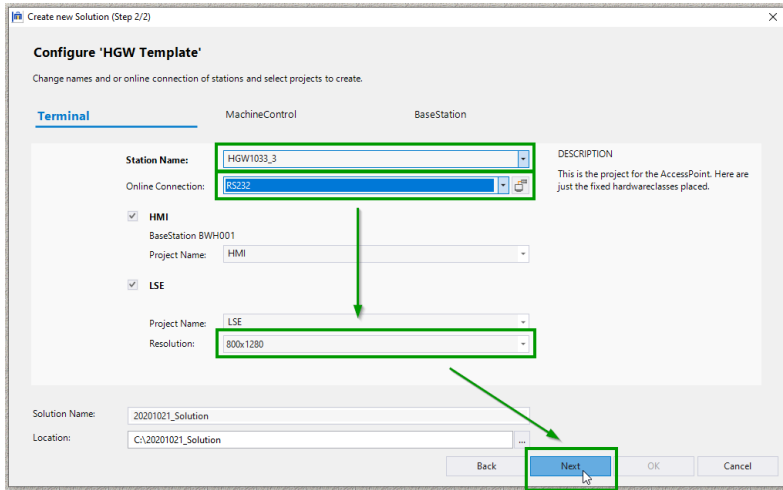 Create new Solution (Step 2/2)
Configure 'HGW Template'
Change names and or online connection of stations and select projects to create.
Terminal
MachineControl
BaseStation
Station Name:
HGW1033_3
Online Connection:
RS232
HMI
BaseStation BWH001
Project Name:
HMI
LSE
Project Name:
LSE
Resolution:
800x1280
DESCRIPTION
This is the project for the AccessPoint. Here are
just the fixed hardwareclasses placed.
Solution Name:
20201021_Solution
Location:
C:\20201021_Solution
...
Back
Next
OK
Cancel